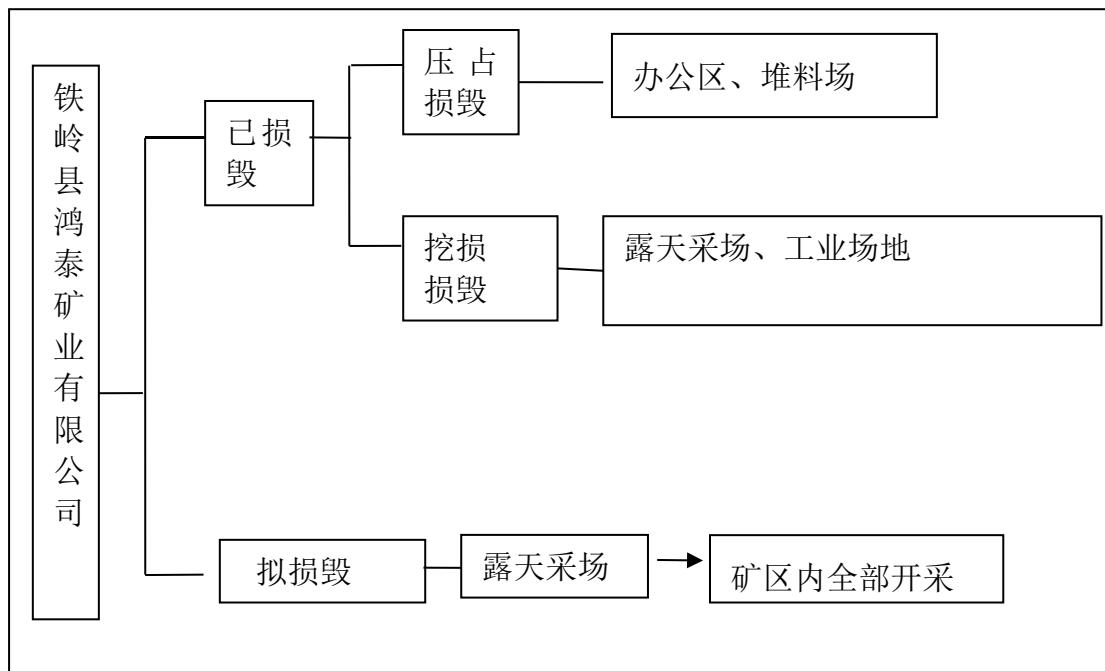 铁岭县鸿泰矿业有限公司
已损
毁
压占
损毁
办公区、堆料场
挖损
损毁
露天采场、工业场地
拟损毁
露天采场
矿区内全部开采